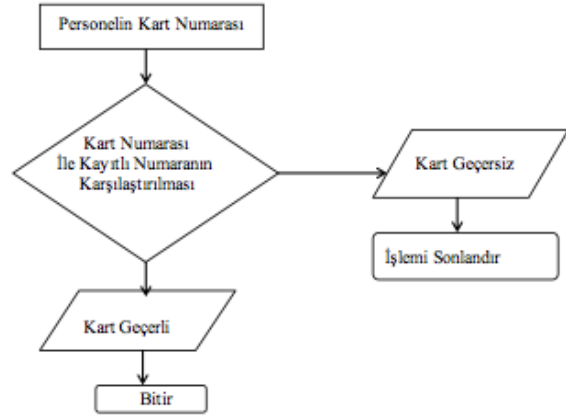 Personelin Kart Numarası
Kart Numarası
İle Kayıtlı Numaranın
Karşılaştırılması
Kart Geçersiz
İşlemi Sonlandır
Kart Geçerli
Bitir